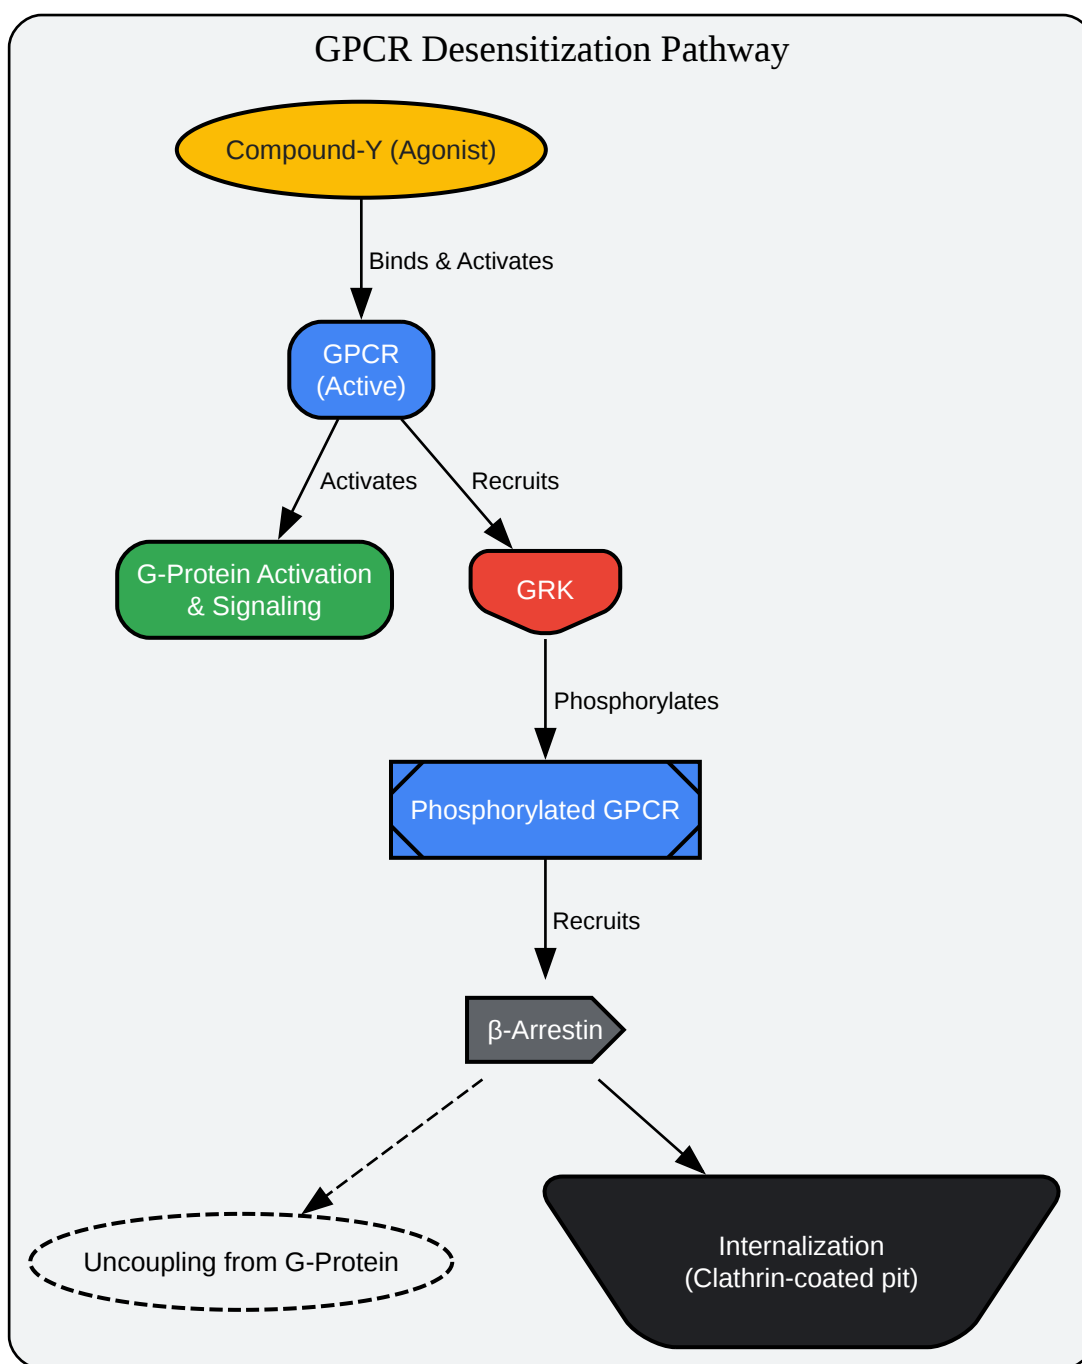 GPCR Desensitization Pathway
Compound-Y (Agonist)
Binds & Activates
GPCR
(Active)
Activates
Recruits
G-Protein Activation
& Signaling
GRK
Phosphorylates
Phosphorylated GPCR
Recruits
β-Arrestin
Uncoupling from G-Protein
Internalization
(Clathrin-coated pit)